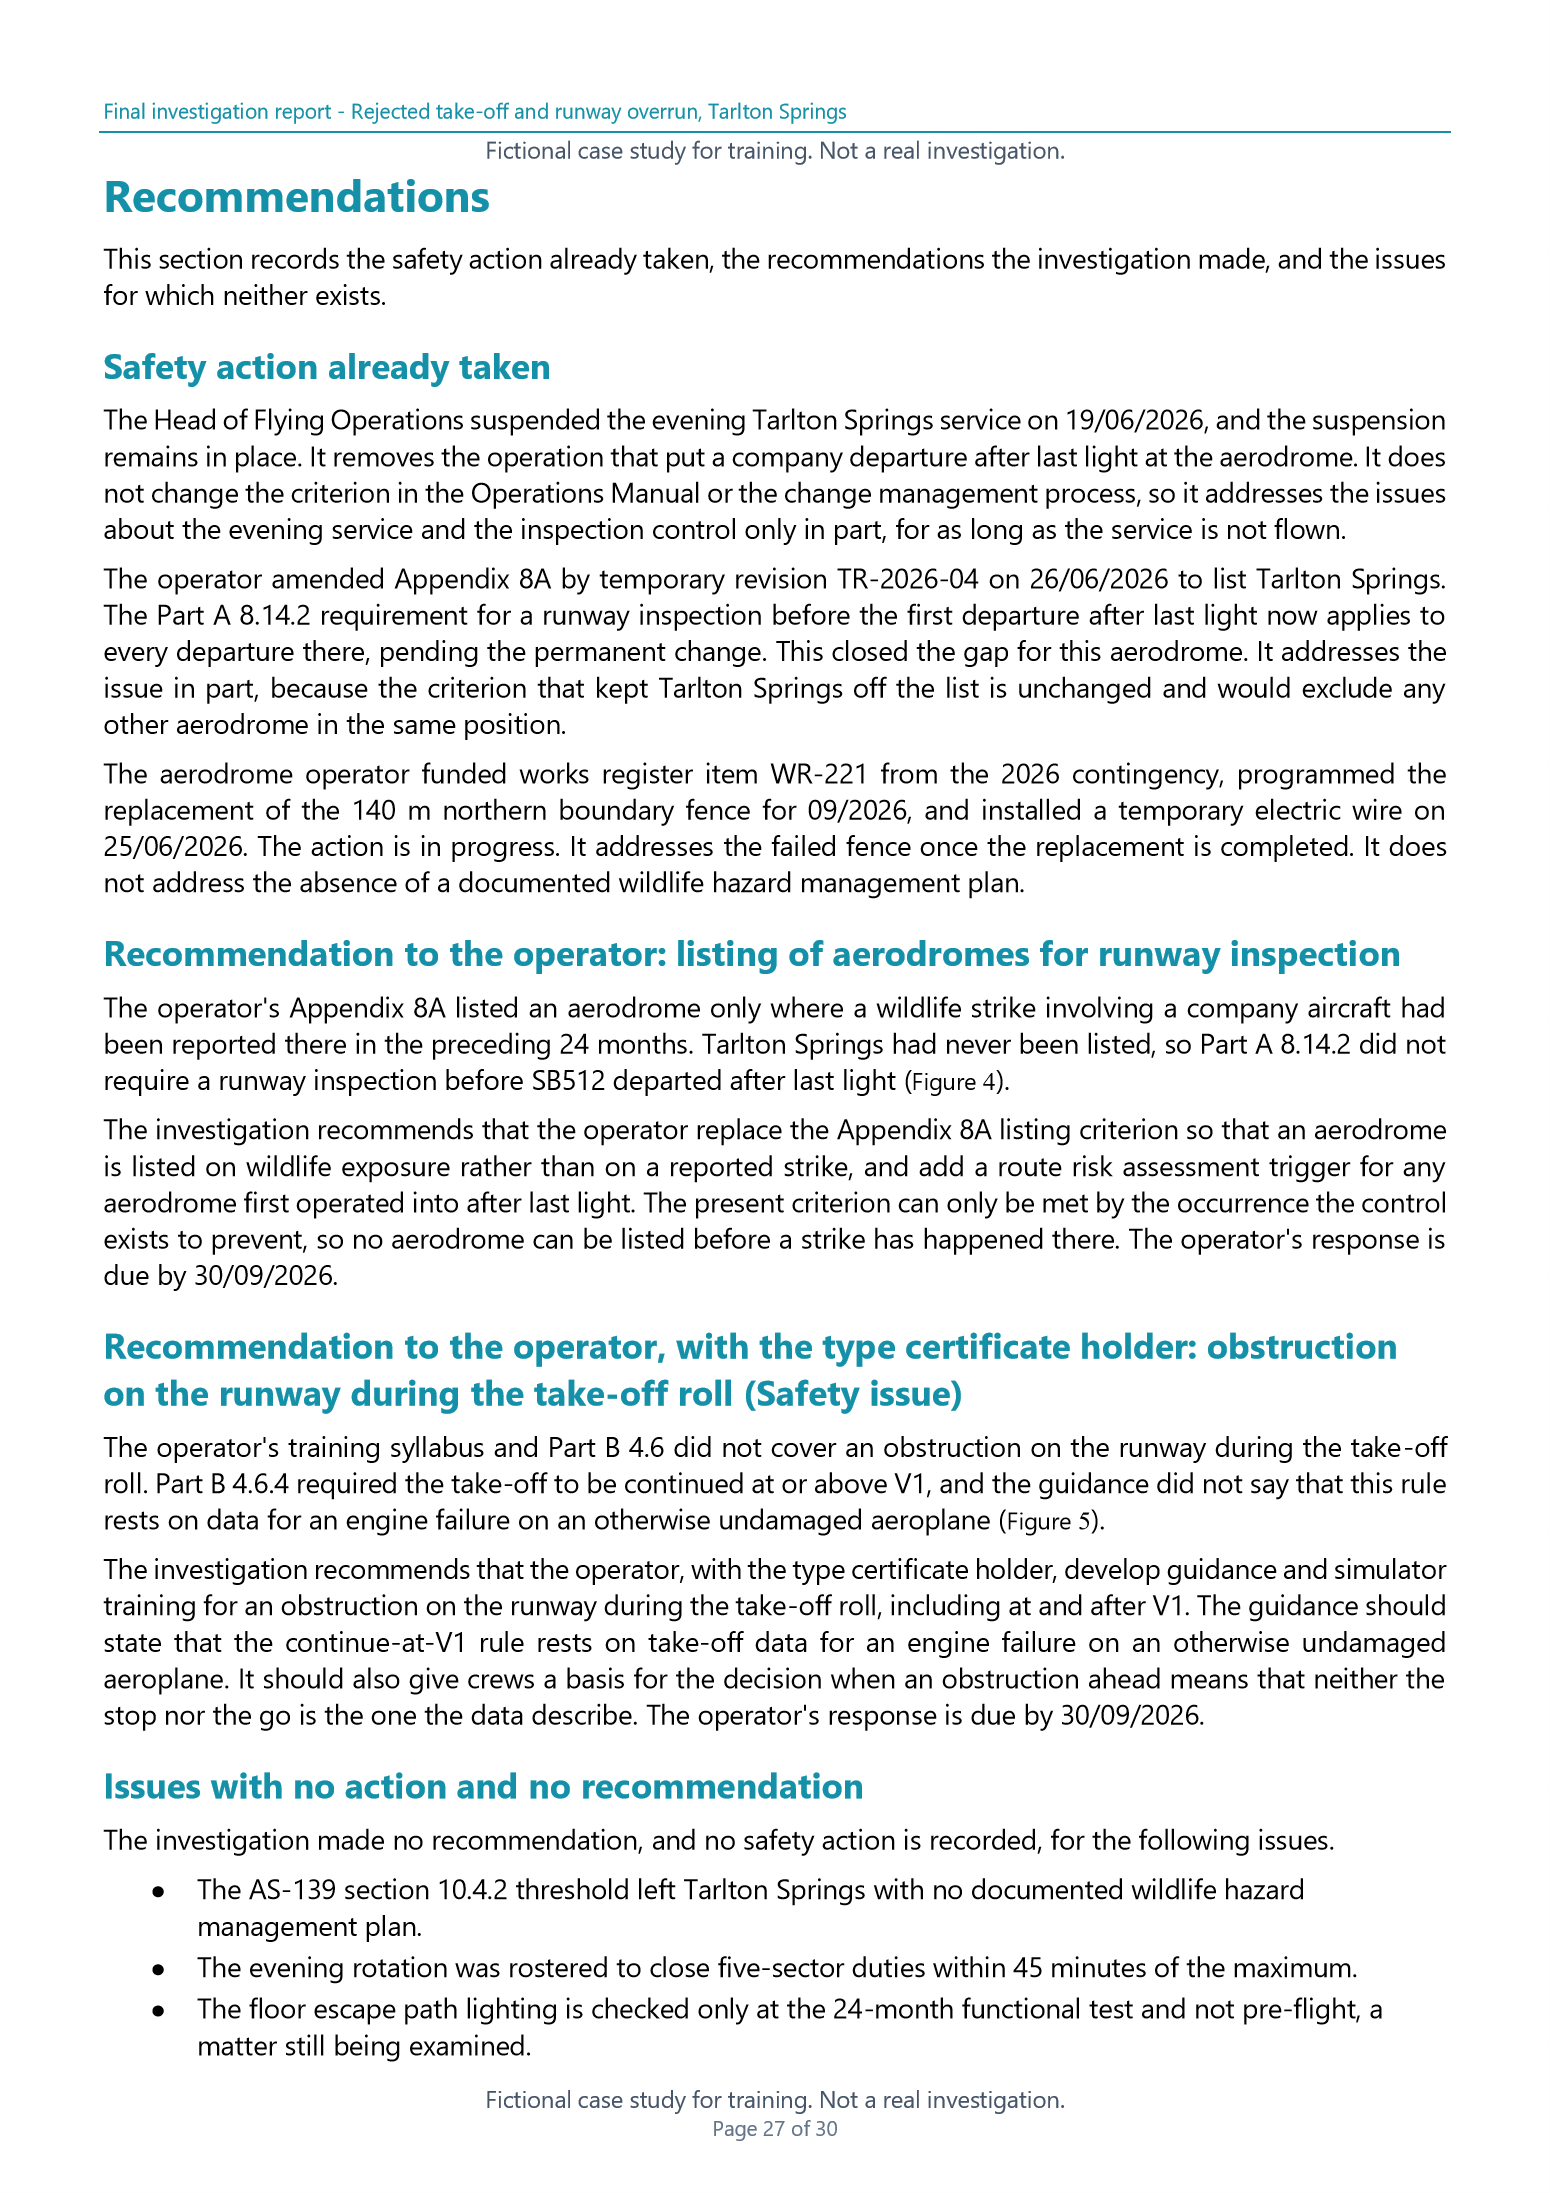 Final investigation report - Rejected take-off and runway overrun, Tarlton Springs
Fictional case study for training. Not a real investigation.
Recommendations
This section records the safety action already taken, the recommendations the investigation made, and the issues
for which neither exists.
Safety action already taken
The Head of Flying Operations suspended the evening Tarlton Springs service on 19/06/2026, and the suspension
remains in place. It removes the operation that put a company departure after last light at the aerodrome. It does
not change the criterion in the Operations Manual or the change management process, so it addresses the issues
about the evening service and the inspection control only in part, for as long as the service is not flown.
The operator amended Appendix 8A by temporary revision TR-2026-04 on 26/06/2026 to list Tarlton Springs.
The Part A 8.14.2 requirement for a runway inspection before the first departure after last light now applies to
every departure there, pending the permanent change. This closed the gap for this aerodrome. It addresses the
issue in part, because the criterion that kept Tarlton Springs off the list is unchanged and would exclude any
other aerodrome in the same position.
The aerodrome operator funded works register item WR-221 from the 2026 contingency, programmed the
replacement of the 140 m northern boundary fence for 09/2026, and installed a temporary electric wire on
25/06/2026. The action is in progress. It addresses the failed fence once the replacement is completed. It does
not address the absence of a documented wildlife hazard management plan.
Recommendation to the operator: listing of aerodromes for runway inspection
The operator's Appendix 8A listed an aerodrome only where a wildlife strike involving a company aircraft had
been reported there in the preceding 24 months. Tarlton Springs had never been listed, so Part A 8.14.2 did not
require a runway inspection before SB512 departed after last light (Figure 4).
The investigation recommends that the operator replace the Appendix 8A listing criterion so that an aerodrome
is listed on wildlife exposure rather than on a reported strike, and add a route risk assessment trigger for any
aerodrome first operated into after last light. The present criterion can only be met by the occurrence the control
exists to prevent, so no aerodrome can be listed before a strike has happened there. The operator's response is
due by 30/09/2026.
Recommendation to the operator, with the type certificate holder: obstruction
on the runway during the take-off roll (Safety issue)
The operator's training syllabus and Part B 4.6 did not cover an obstruction on the runway during the take-off
roll. Part B 4.6.4 required the take-off to be continued at or above V1, and the guidance did not say that this rule
rests on data for an engine failure on an otherwise undamaged aeroplane (Figure 5).
The investigation recommends that the operator, with the type certificate holder, develop guidance and simulator
training for an obstruction on the runway during the take-off roll, including at and after V1. The guidance should
state that the continue-at-V1 rule rests on take-off data for an engine failure on an otherwise undamaged
aeroplane. It should also give crews a basis for the decision when an obstruction ahead means that neither the
stop nor the go is the one the data describe. The operator's response is due by 30/09/2026.
Issues with no action and no recommendation
The investigation made no recommendation, and no safety action is recorded, for the following issues.
● The AS-139 section 10.4.2 threshold left Tarlton Springs with no documented wildlife hazard
management plan.
● The evening rotation was rostered to close five-sector duties within 45 minutes of the maximum.
● The floor escape path lighting is checked only at the 24-month functional test and not pre-flight, a
matter still being examined.
Fictional case study for training. Not a real investigation.
Page 27 of 30